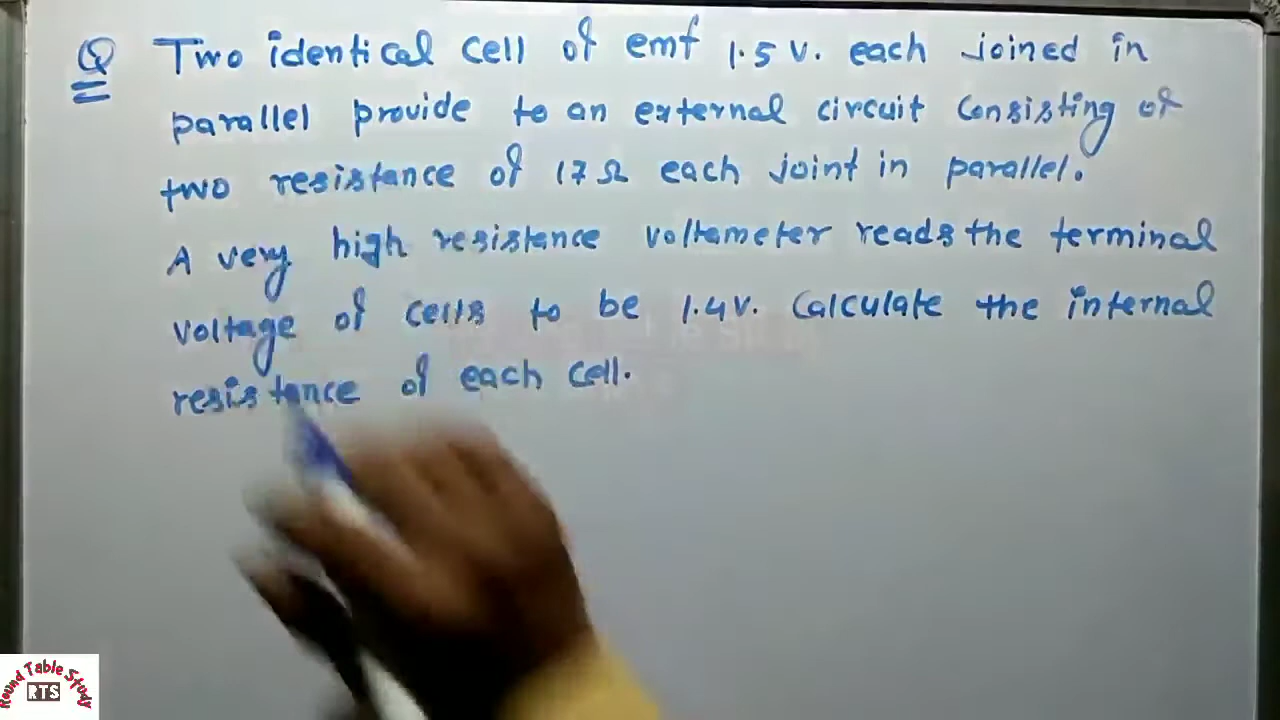 Q Two identical cell of emf 1.5 V. each joined in
parallel provide to an external circuit consisting of
two resistance of 17 Ω each joint in parallel.
A very high resistance voltameter reads the terminal
voltage of cells to be 1.4 V. Calculate the internal
resistance of each cell.
Round Table Study
RTS